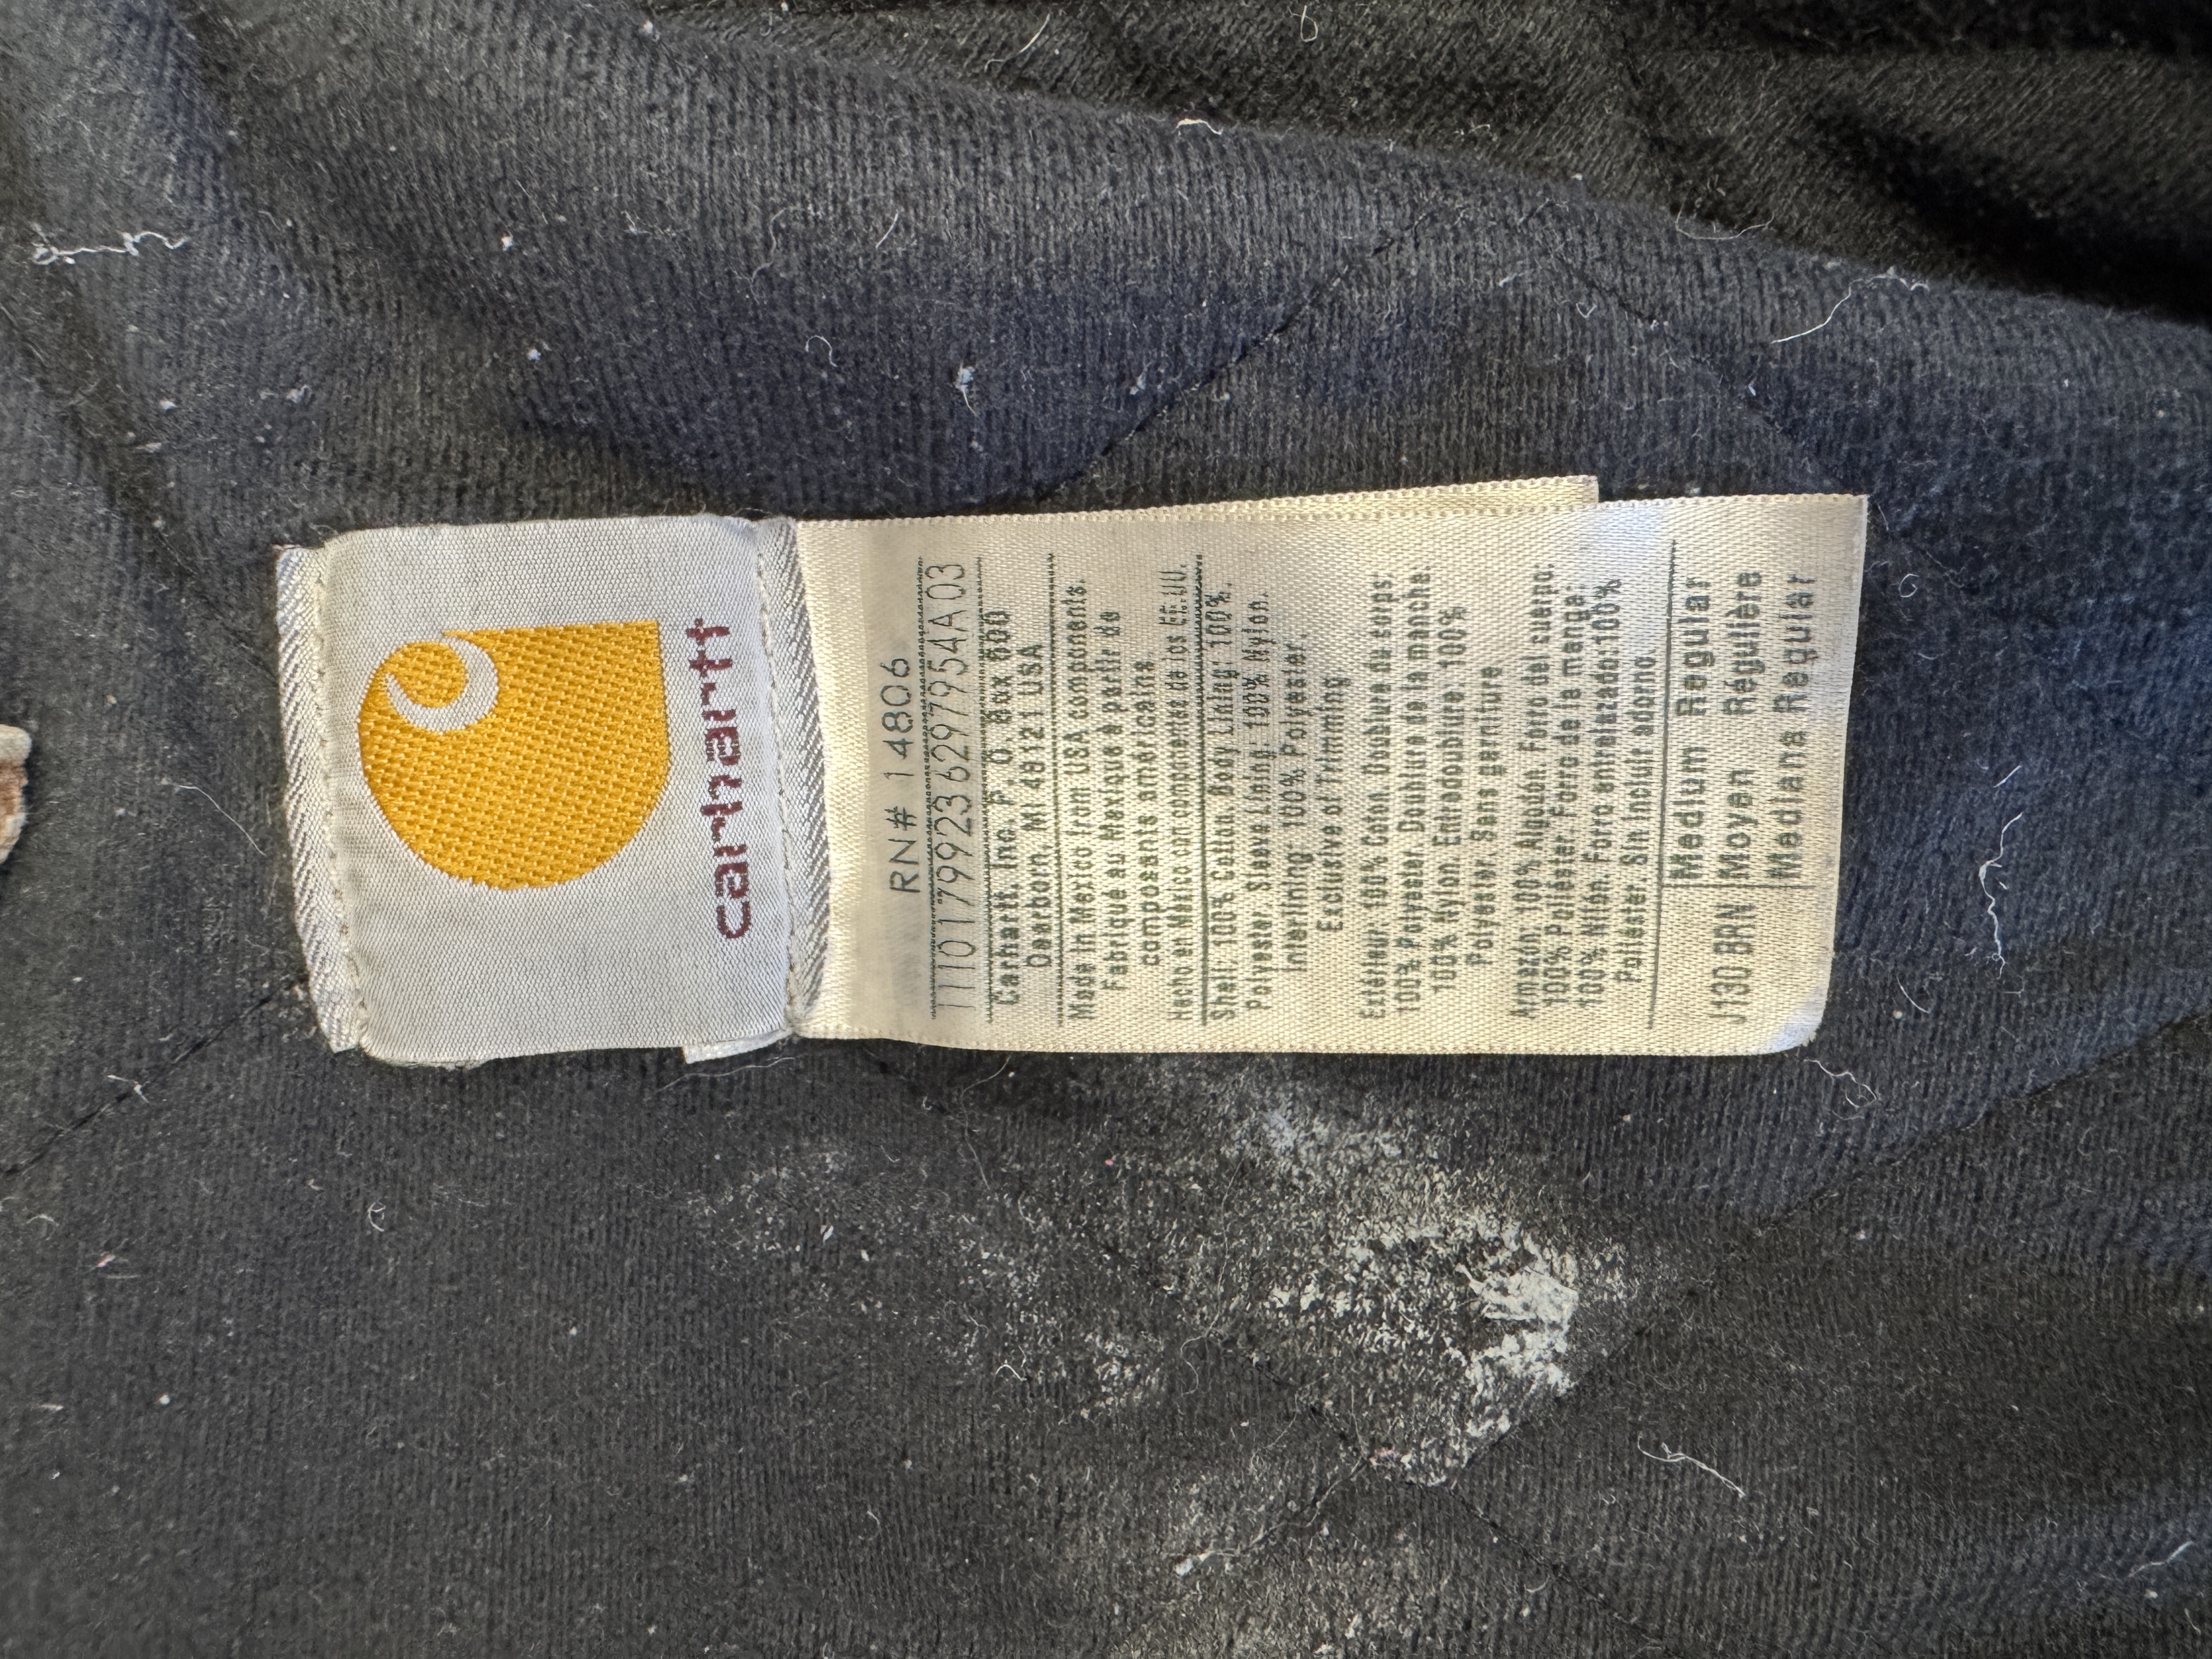 carhartt
RN# 14806
Carhartt, Inc. P. O. Box 600
Dearborn, MI 48121 USA
Made in Mexico from USA components.
Fabriqué au Mexique à partir de
composants américains.
Hecho en México con componentes de los EE.UU.
Shell: 100% Cotton. Body Lining: 100%
Polyester. Sleeve Lining: 100% Nylon.
Interlining: 100% Polyester.
Exclusive of Trimming
Extérieur: 100% Coton. Doublure du corps:
100% Polyester. Doublure de la manche:
100% Nylon. Entredoublure: 100%
Polyester. Sans garniture
Armazón: 100% Algodón. Forro del cuerpo:
100% Poliéster. Forro de la manga:
100% Nilón. Forro entrelazado: 100%
Poliéster. Sin incluir adorno.
Medium Regular
J130 BRN Moyen Régulière
Mediana Regular